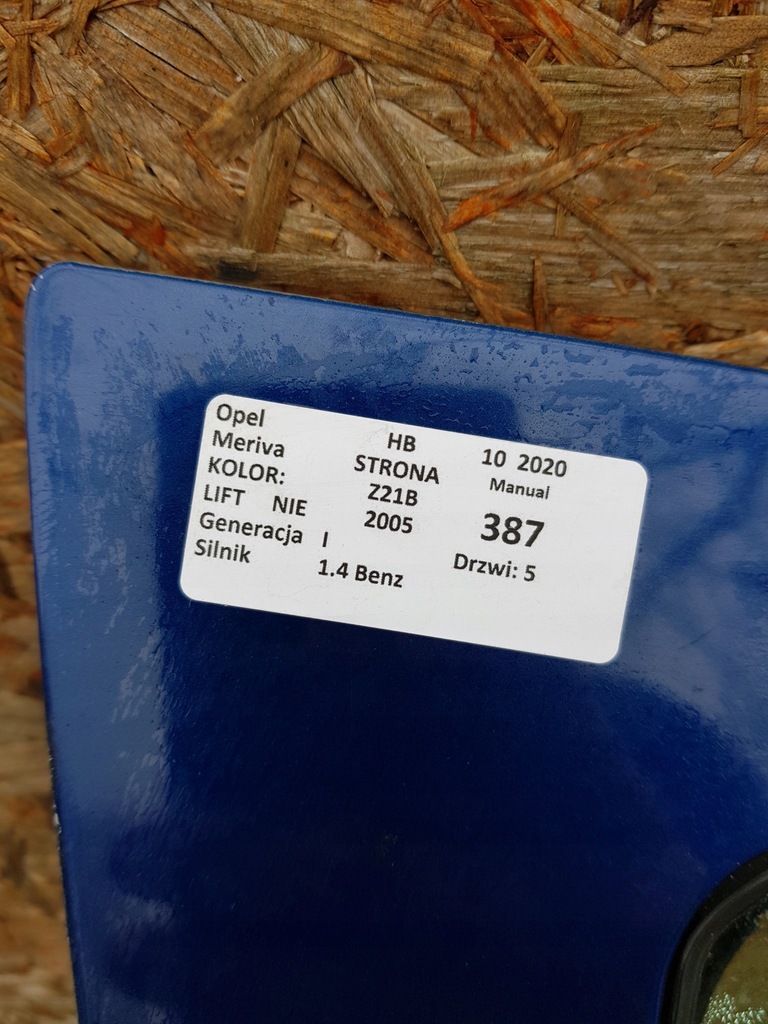 Opel HB 10 2020
Meriva STRONA Manual
KOLOR: Z21B
LIFT NIE 2005 387
Generacja I Drzwi: 5
Silnik 1.4 Benz